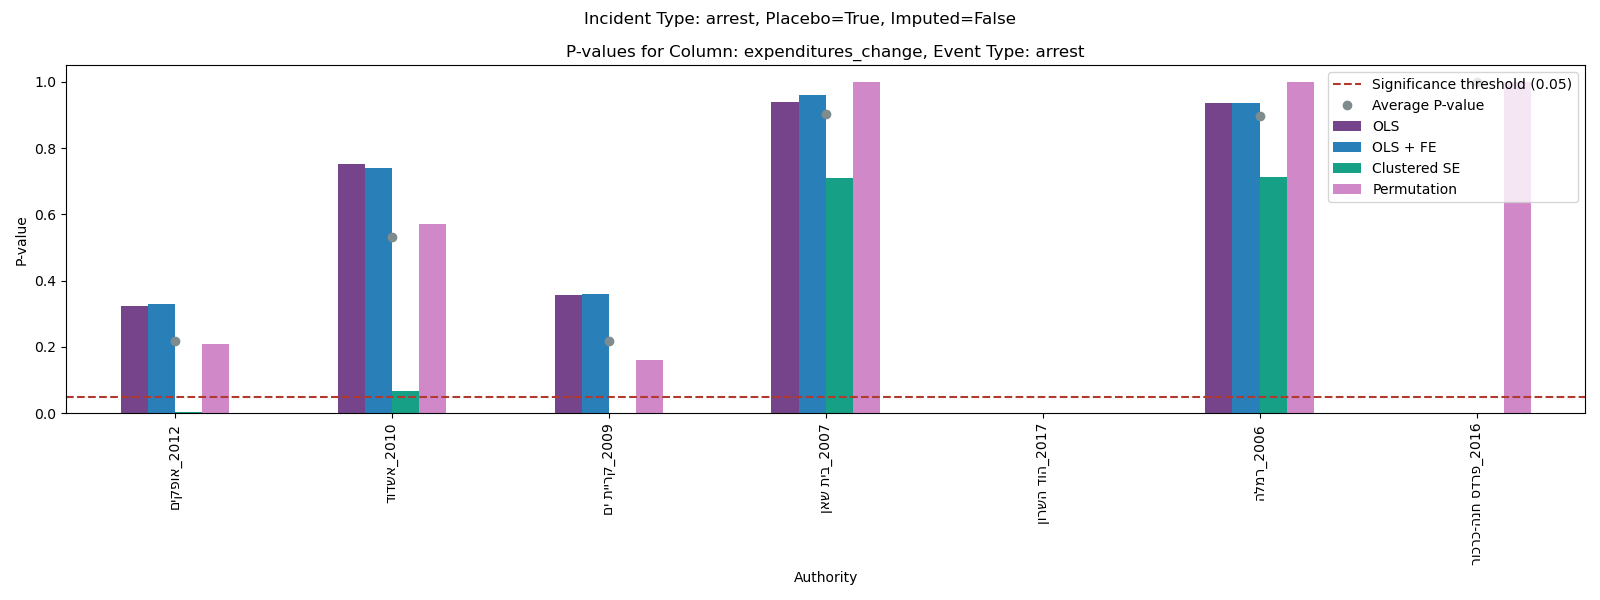 Incident Type: arrest, Placebo=True, Imputed=False
P-values for Column: expenditures_change, Event Type: arrest
P-value
1.0
0.8
0.6
0.4
0.2
0.0
Significance threshold (0.05)
Average P-value
OLS
OLS + FE
Clustered SE
Permutation
אופקים_2012
אשדוד_2010
קריית ים_2009
בית שאן_2007
הוד השרון_2017
רמלה_2006
פרדס חנה-כרכור_2016
Authority